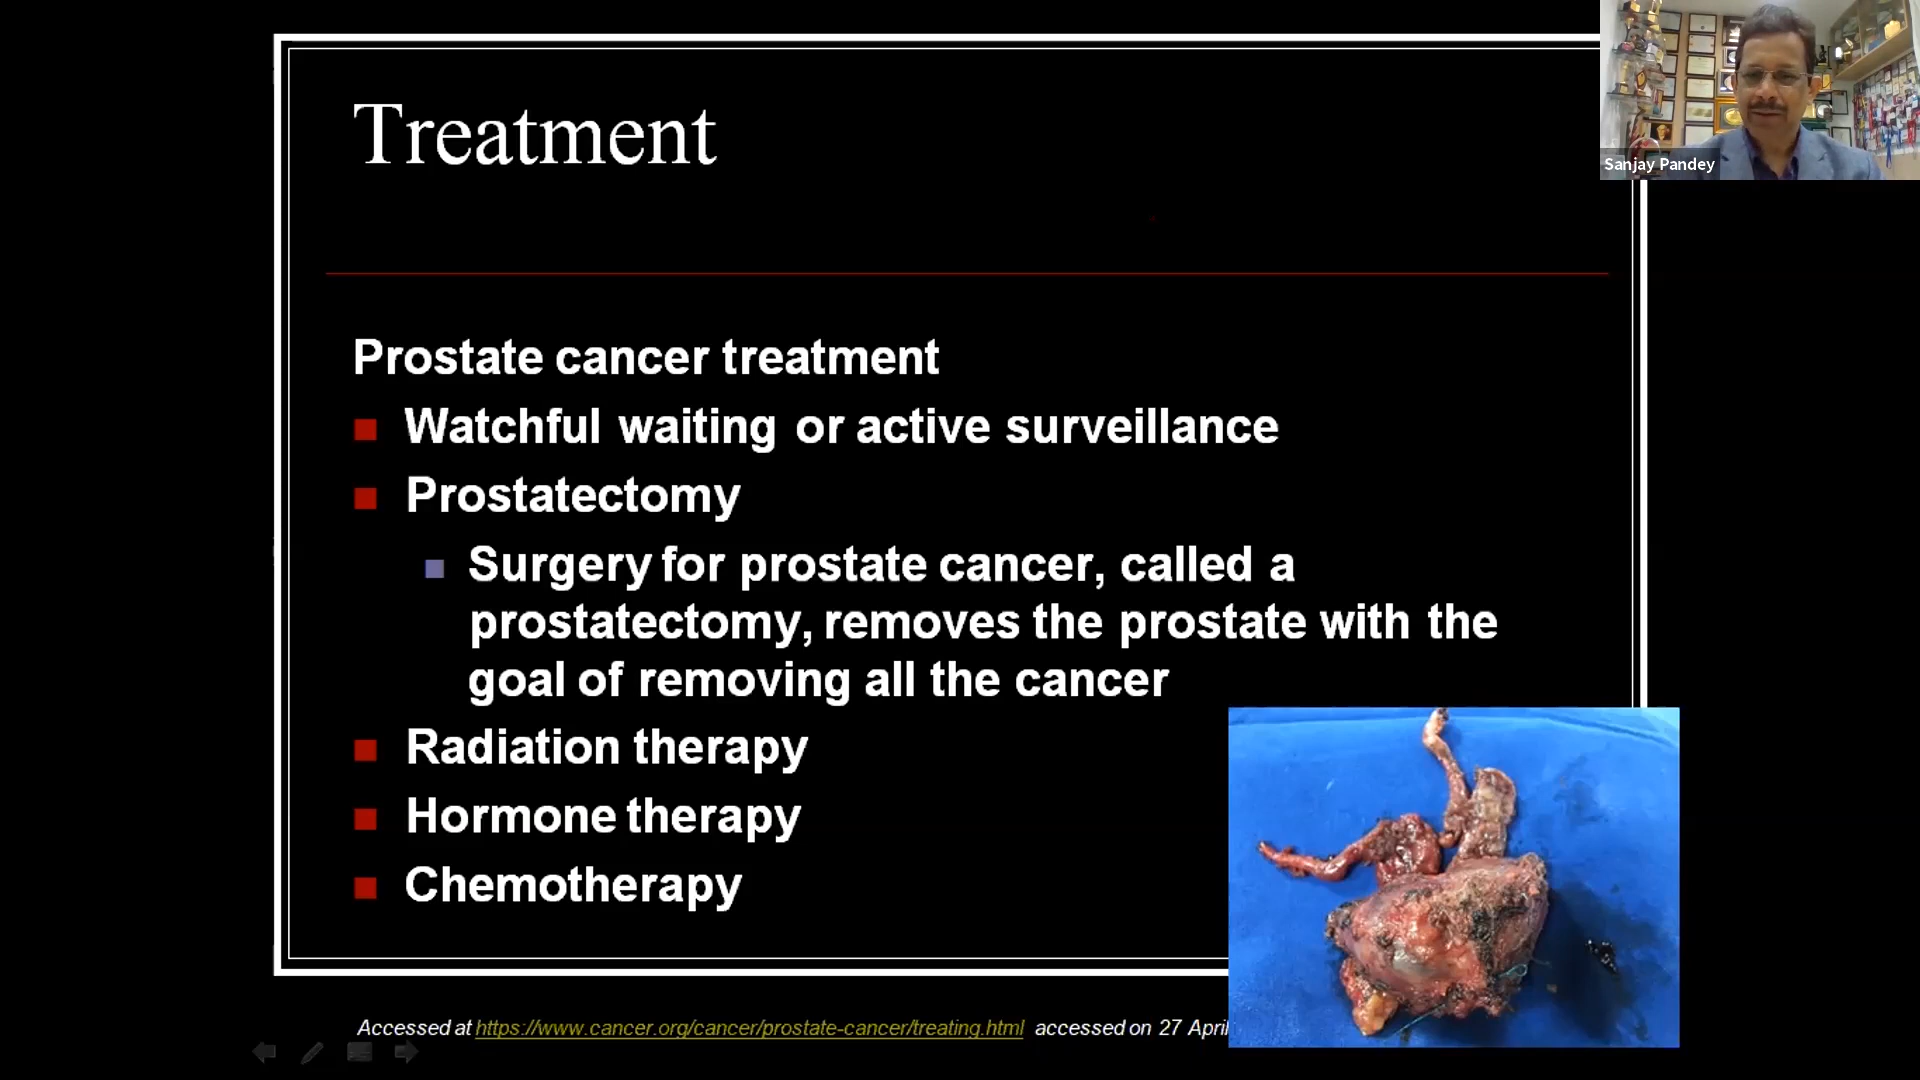 Treatment
Sanjay Pandey
Prostate cancer treatment
Watchful waiting or active surveillance
Prostatectomy
Surgery for prostate cancer, called a
prostatectomy, removes the prostate with the
goal of removing all the cancer
Radiation therapy
Hormone therapy
Chemotherapy
Accessed at https://www.cancer.org/cancer/prostate-cancer/treating.html accessed on 27 April